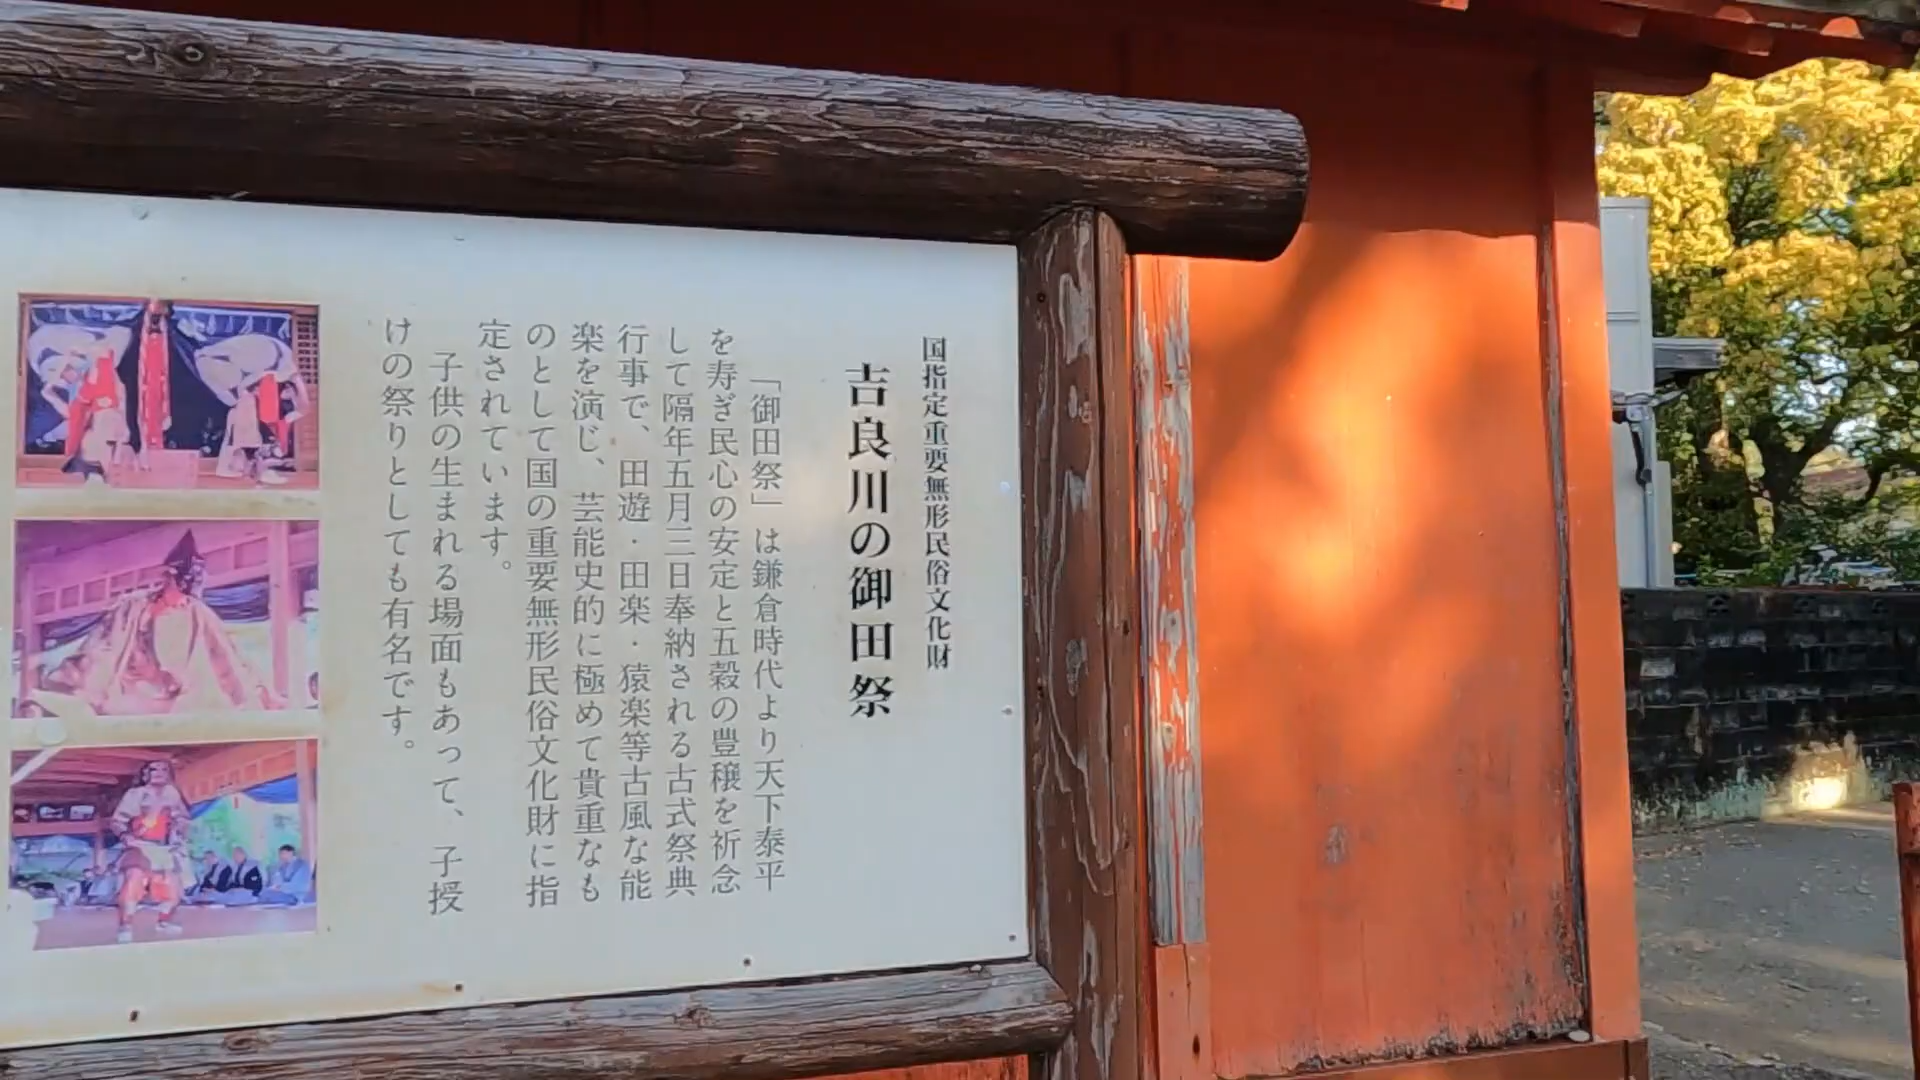 国指定重要無形民俗文化財
吉良川の御田祭
「御田祭」は鎌倉時代より天下泰平
を寿ぎ民心の安定と五穀の豊穣を祈念
して隔年五月三日奉納される古式祭典
行事で、田遊・田楽・猿楽等古風な能
楽を演じ、芸能史的に極めて貴重なも
のとして国の重要無形民俗文化財に指
定されています。
子供の生まれる場面もあって、子授
けの祭りとしても有名です。